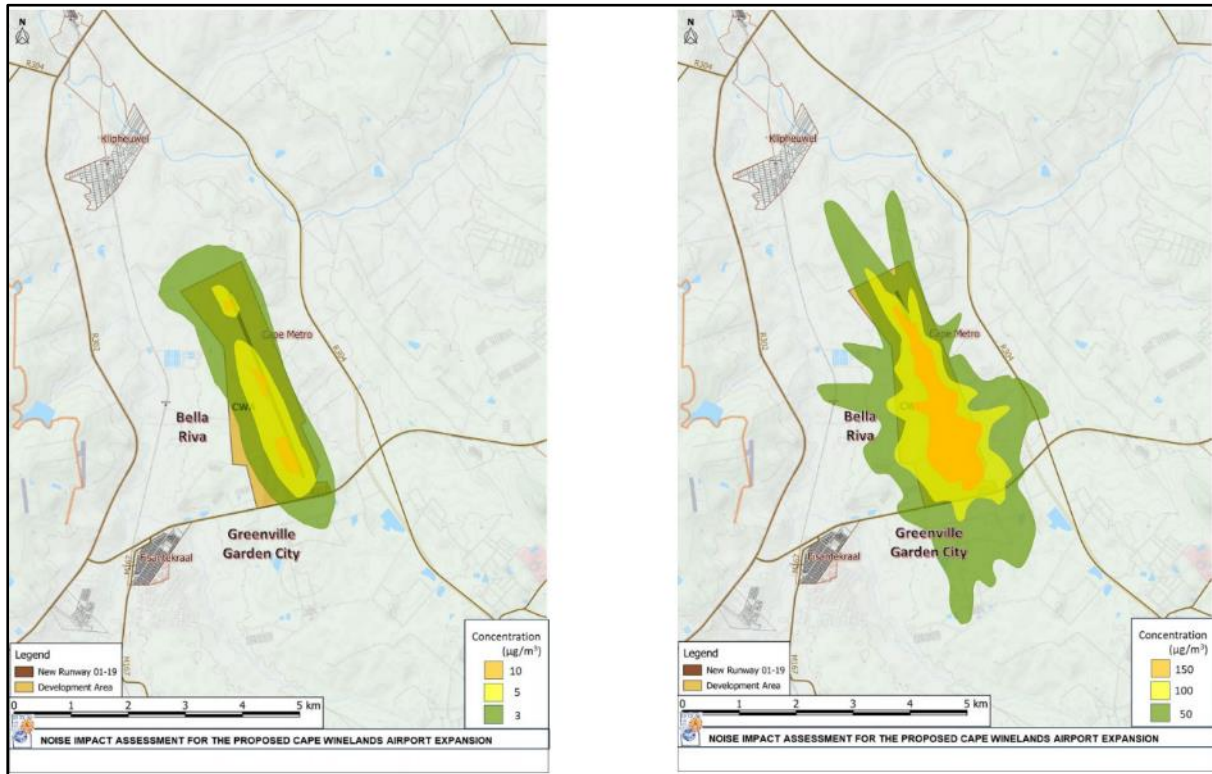 N
R304
Klipheuwel
R302
Cape Metro
R304
Bella
Riva
Greenville
Garden City
Concentration
(µg/m³)
10
5
3
Legend
New Runway 01-19
Development Area
0 1 2 3 4 5 km
NOISE IMPACT ASSESSMENT FOR THE PROPOSED CAPE WINELANDS AIRPORT EXPANSION
N
R304
Klipheuwel
R302
Cape Metro
R304
Bella
Riva
Greenville
Garden City
Concentration
(µg/m³)
150
100
50
Legend
New Runway 01-19
Development Area
0 1 2 3 4 5 km
NOISE IMPACT ASSESSMENT FOR THE PROPOSED CAPE WINELANDS AIRPORT EXPANSION